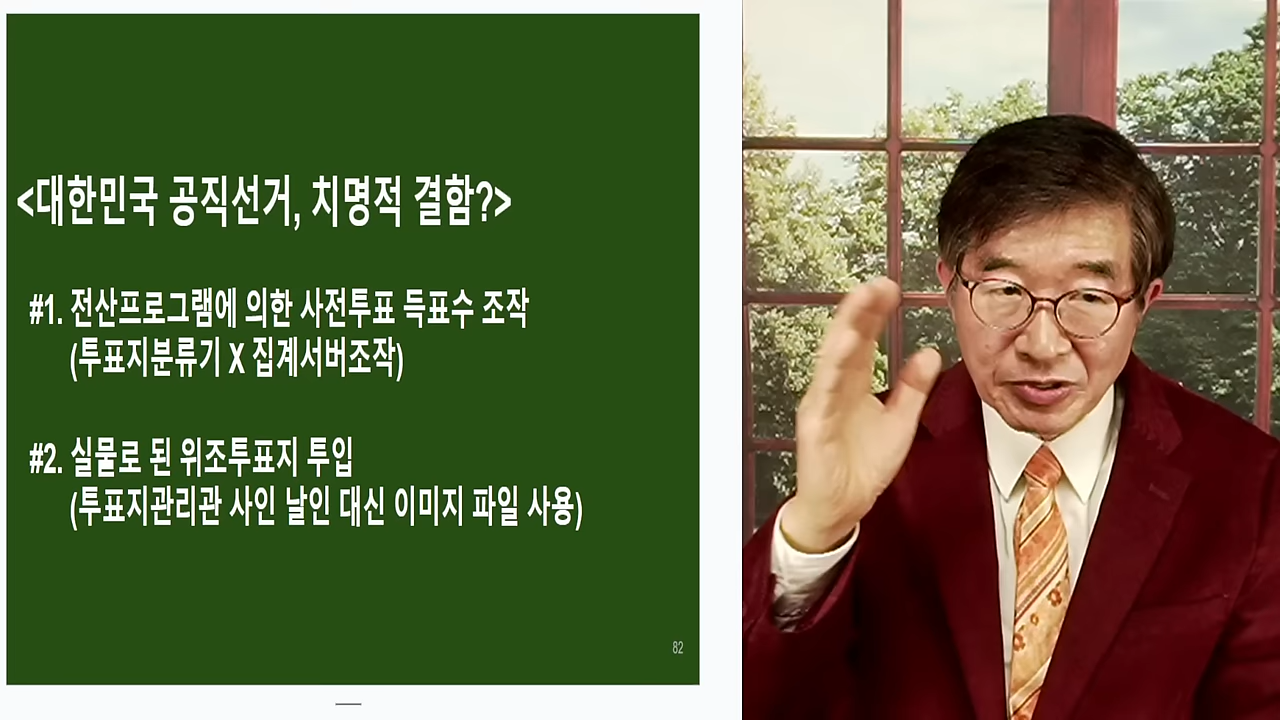 <대한민국 공직선거, 치명적 결함?>
#1. 전산프로그램에 의한 사전투표 득표수 조작
(투표지분류기 X 집계서버조작)
#2. 실물로 된 위조투표지 투입
(투표지관리관 사인 날인 대신 이미지 파일 사용)
82